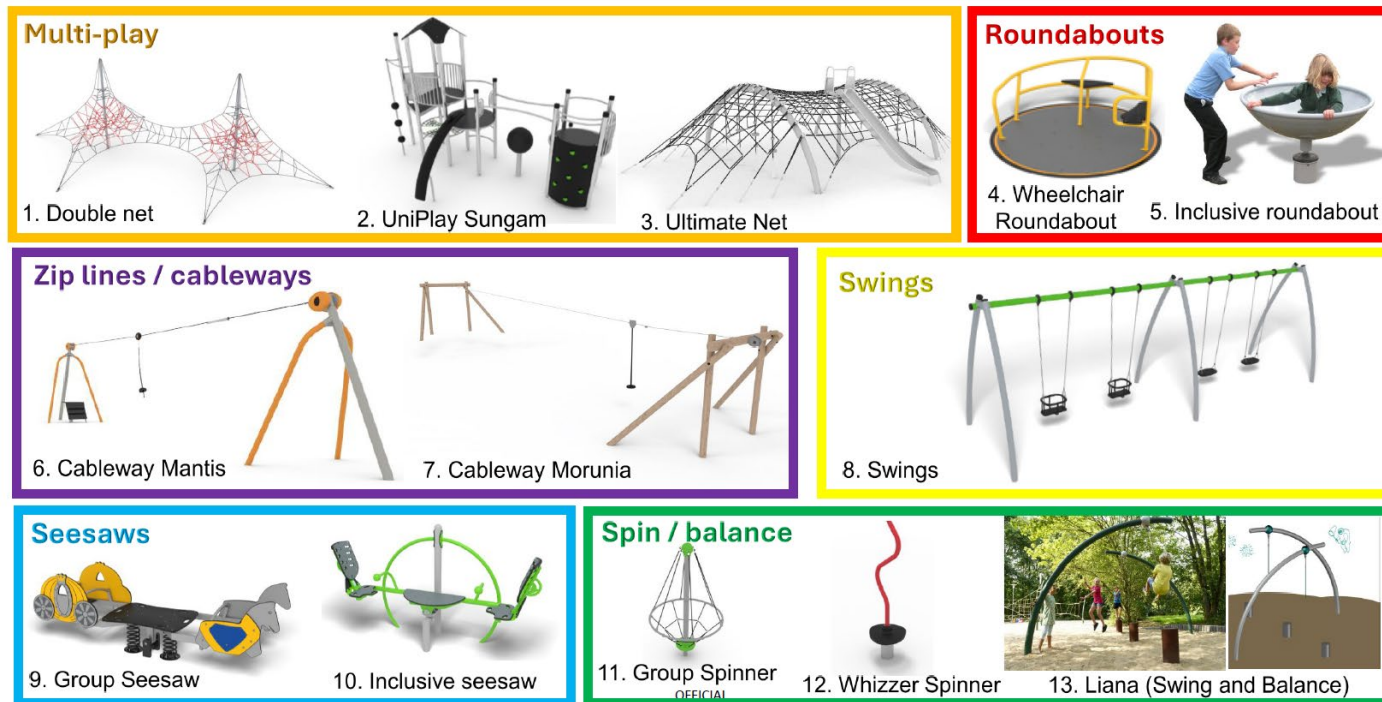 Multi-play
1. Double net
2. UniPlay Sungam
3. Ultimate Net
Roundabouts
4. Wheelchair
Roundabout
5. Inclusive roundabout
Zip lines / cableways
6. Cableway Mantis
7. Cableway Morunia
Swings
8. Swings
Seesaws
9. Group Seesaw
10. Inclusive seesaw
Spin / balance
11. Group Spinner
OFFICIAL
12. Whizzer Spinner
13. Liana (Swing and Balance)